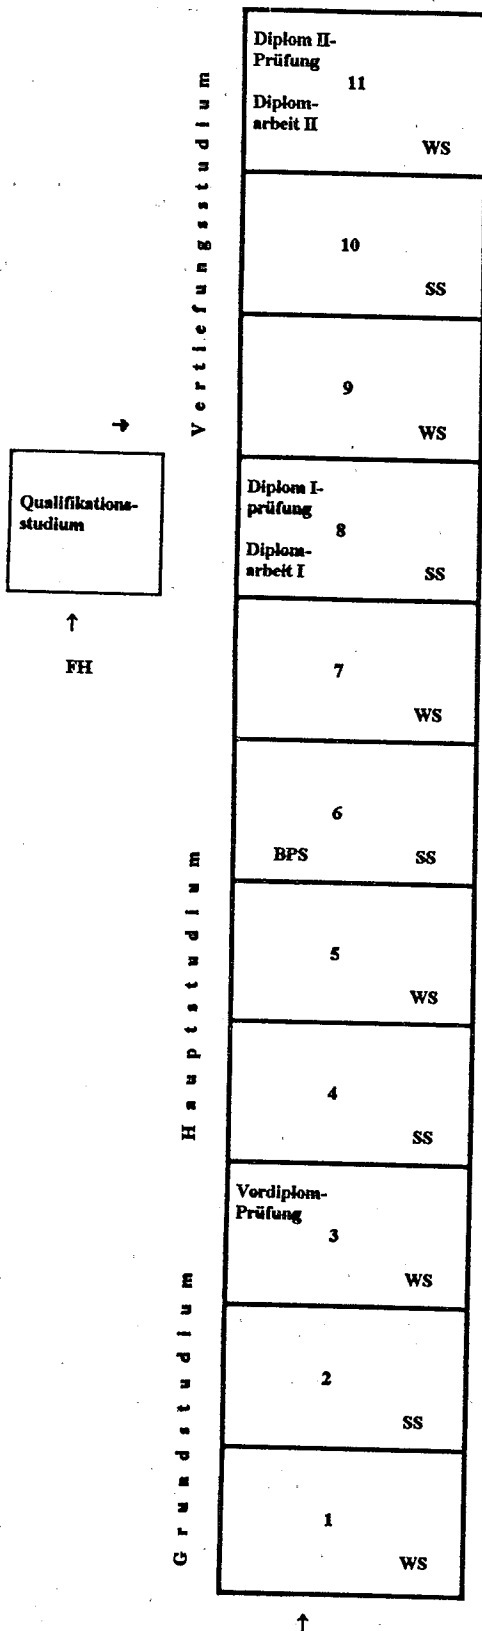 Diplom II-
Prüfung
11
Diplom-
arbeit II
WS
10
SS
9
WS
Vertiefungsstudium
→
Qualifikations-
studium
↑
FH
Diplom I-
prüfung
8
Diplom-
arbeit I
SS
7
WS
6
BPS SS
5
WS
4
SS
Hauptstudium
Vordiplom-
Prüfung
3
WS
2
SS
1
WS
Grundstudium
↑